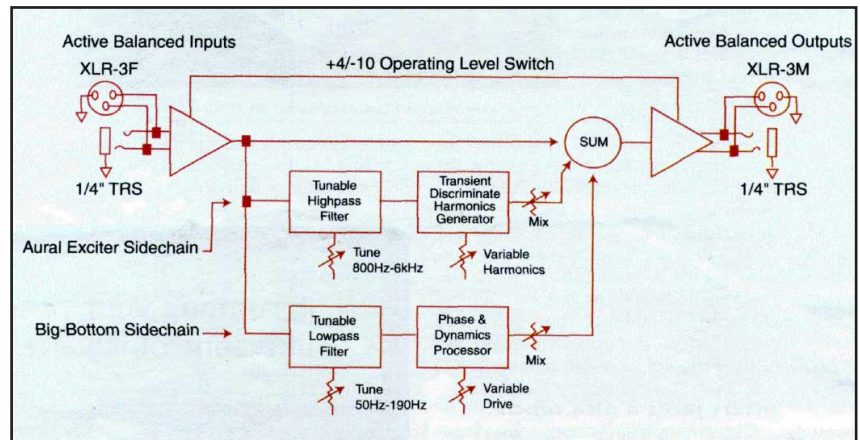 Active Balanced Inputs
Active Balanced Outputs
XLR-3F
+4/-10 Operating Level Switch
XLR-3M
SUM
1/4" TRS
1/4" TRS
Tunable
Highpass
Filter
Transient
Discriminate
Harmonics
Generator
Mix
Aural Exciter Sidechain
Tune
800Hz-6kHz
Variable
Harmonics
Big-Bottom Sidechain
Tunable
Lowpass
Filter
Phase &
Dynamics
Processor
Mix
Tune
50Hz-190Hz
Variable
Drive